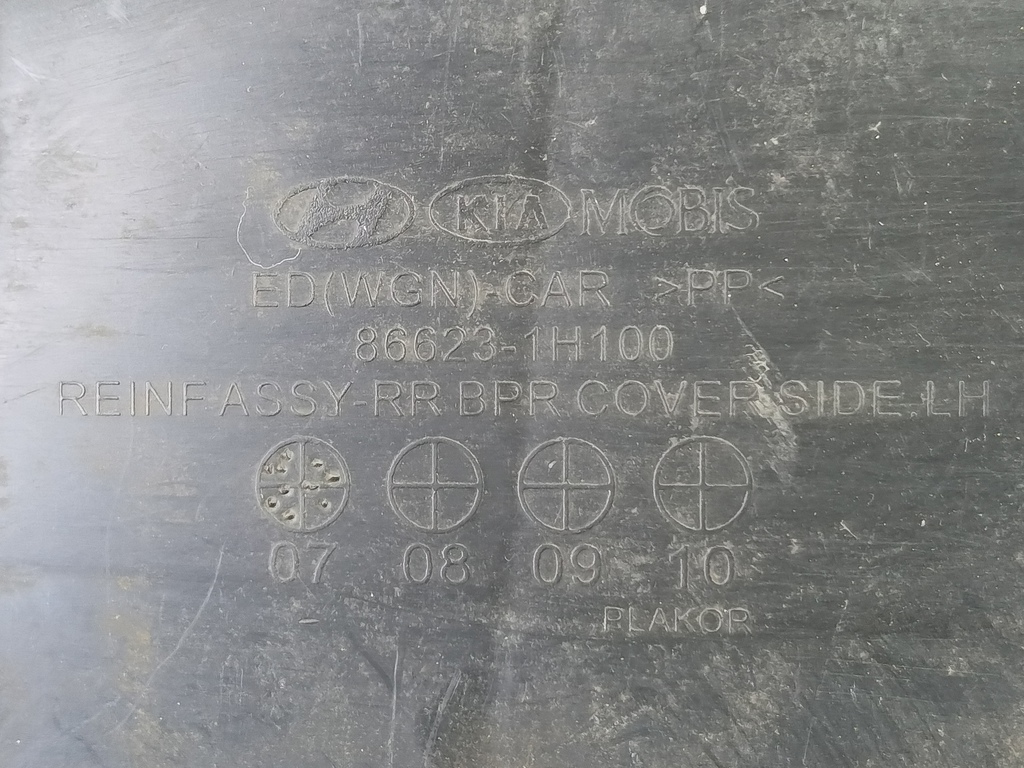 KIA MOBIS
ED(WGN)-CAR >PP<
86623-1H100
REINF ASSY-RR BPR COVER SIDE.LH
07 08 09 10
PLAKOR